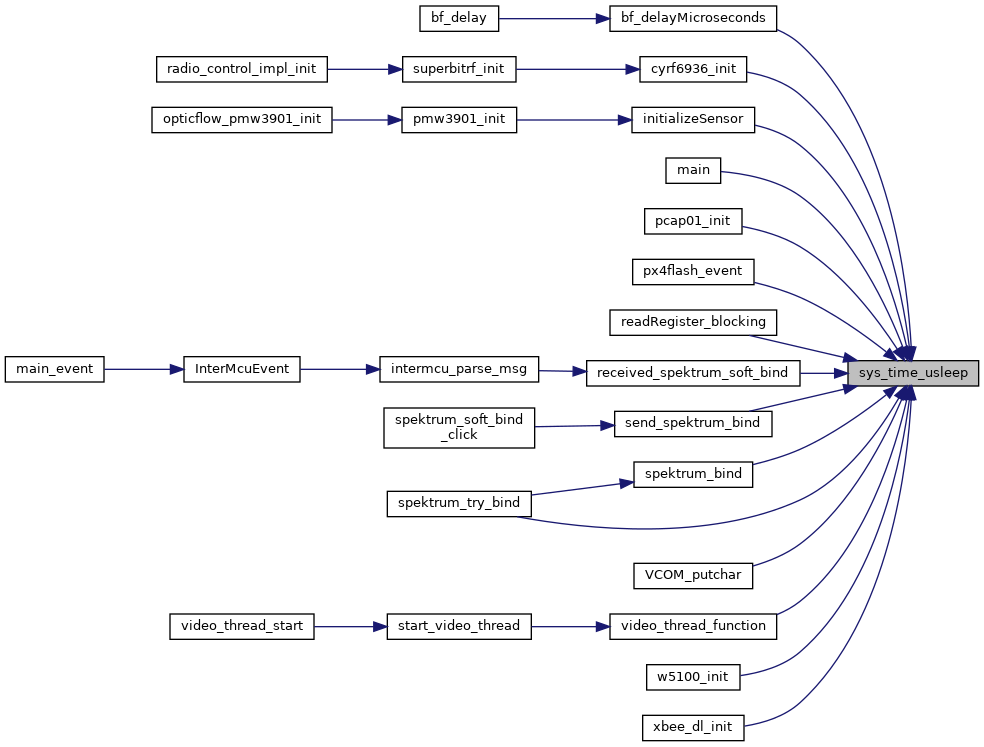 bf_delay
bf_delayMicroseconds
radio_control_impl_init
superbitrf_init
cyrf6936_init
opticflow_pmw3901_init
pmw3901_init
initializeSensor
main
pcap01_init
px4flash_event
readRegister_blocking
main_event
InterMcuEvent
intermcu_parse_msg
received_spektrum_soft_bind
sys_time_usleep
spektrum_soft_bind
_click
send_spektrum_bind
spektrum_bind
spektrum_try_bind
VCOM_putchar
video_thread_start
start_video_thread
video_thread_function
w5100_init
xbee_dl_init